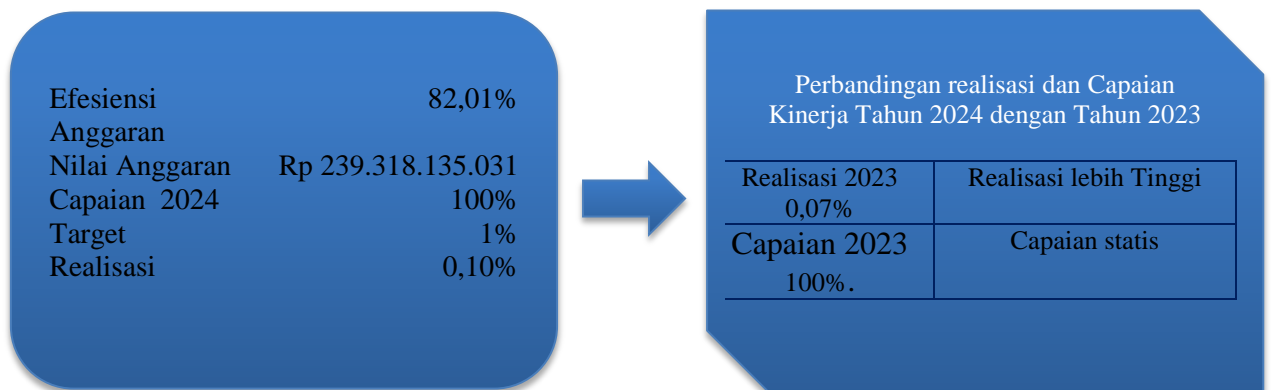 Efesiensi 82,01%
Anggaran
Nilai Anggaran Rp 239.318.135.031
Capaian 2024 100%
Target 1%
Realisasi 0,10%
Perbandingan realisasi dan Capaian
Kinerja Tahun 2024 dengan Tahun 2023
Realisasi 2023 Realisasi lebih Tinggi
0,07%
Capaian 2023 Capaian statis
100%.